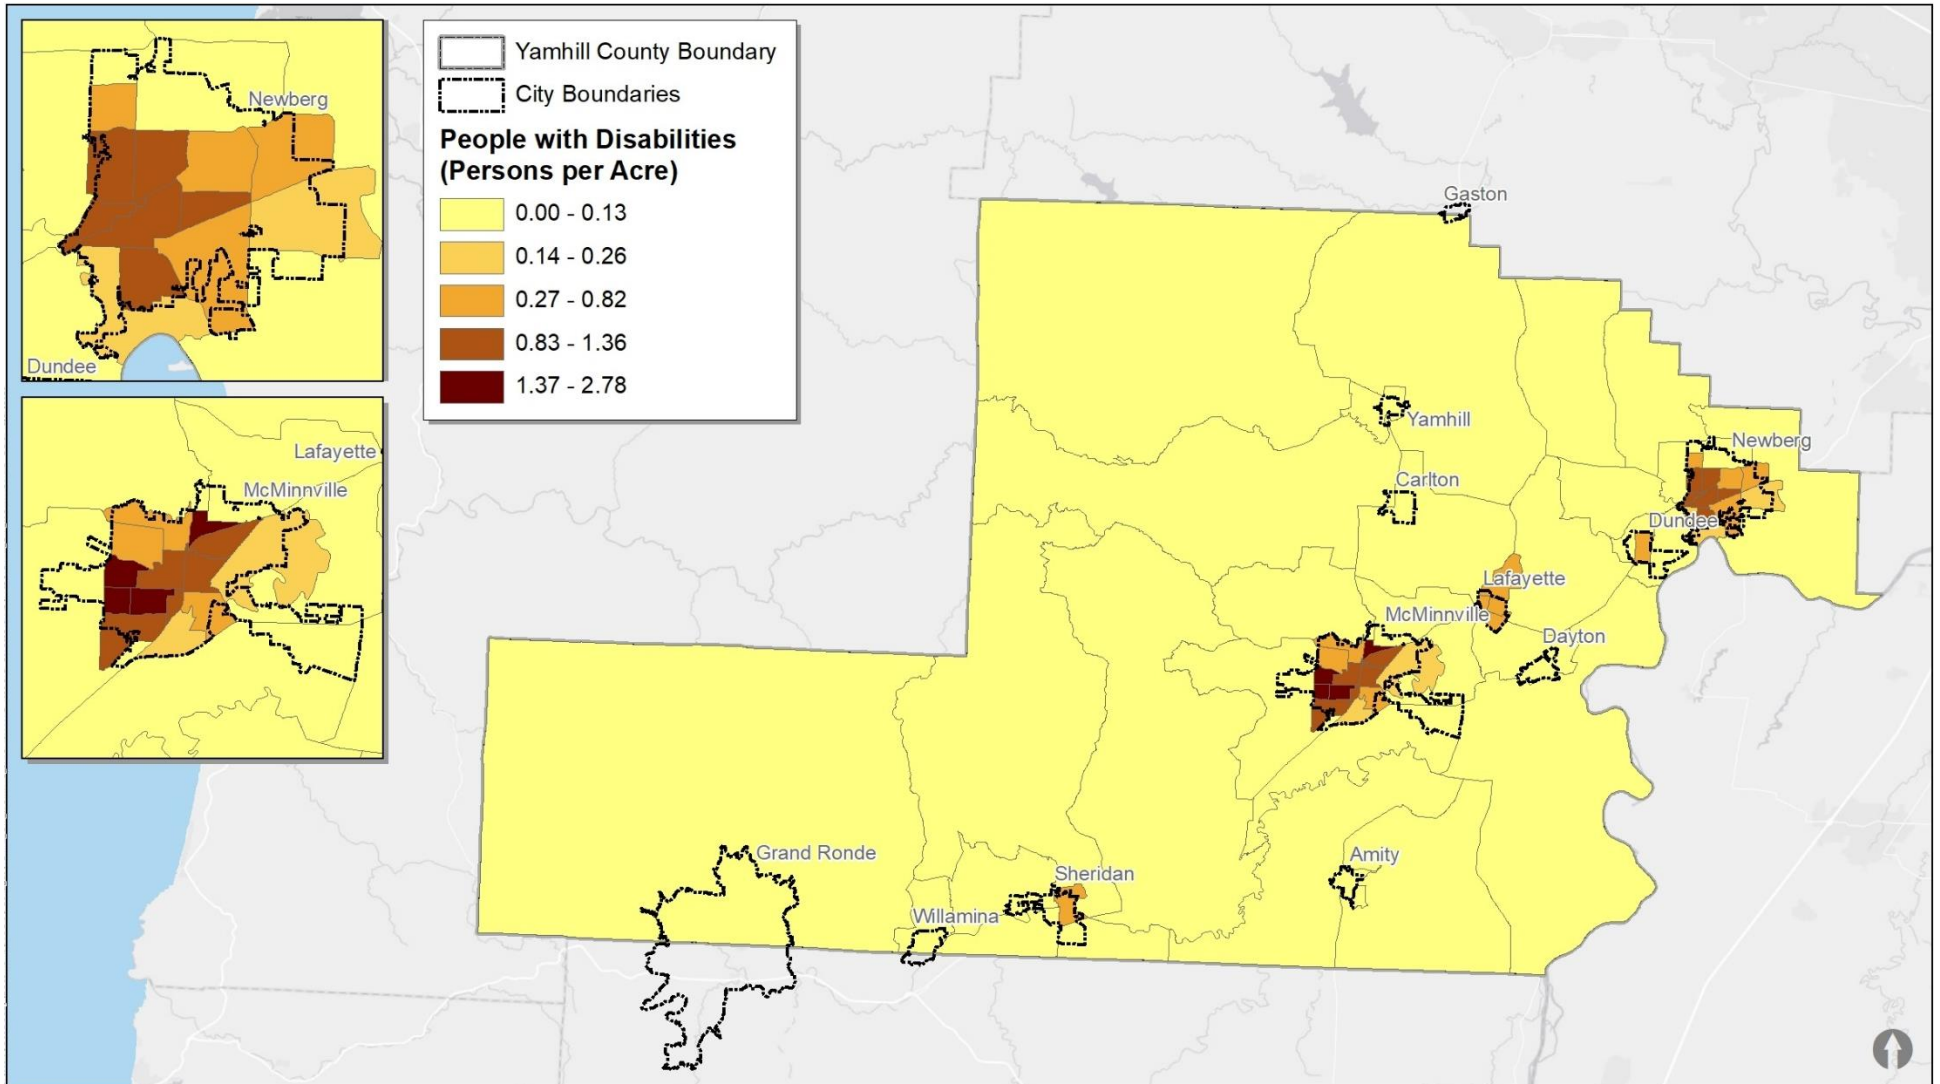 Newberg
Dundee
Lafayette
McMinnville
Yamhill County Boundary
City Boundaries
People with Disabilities
(Persons per Acre)
0.00 - 0.13
0.14 - 0.26
0.27 - 0.82
0.83 - 1.36
1.37 - 2.78
Gaston
Yamhill
Newberg
Carlton
Dundee
Lafayette
McMinnville
Dayton
Grand Ronde
Amity
Sheridan
Willamina